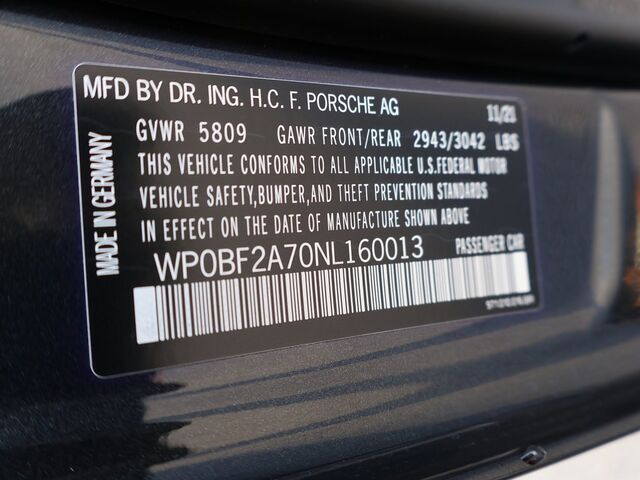 MFD BY DR. ING. H.C. F. PORSCHE AG 11/21
GVWR 5809 GAWR FRONT/REAR 2943/3042 LBS
THIS VEHICLE CONFORMS TO ALL APPLICABLE U.S.FEDERAL MOTOR
VEHICLE SAFETY,BUMPER,AND THEFT PREVENTION STANDARDS
IN EFFECT ON THE DATE OF MANUFACTURE SHOWN ABOVE
WP0BF2A70NL160013 PASSENGER CAR
MADE IN GERMANY